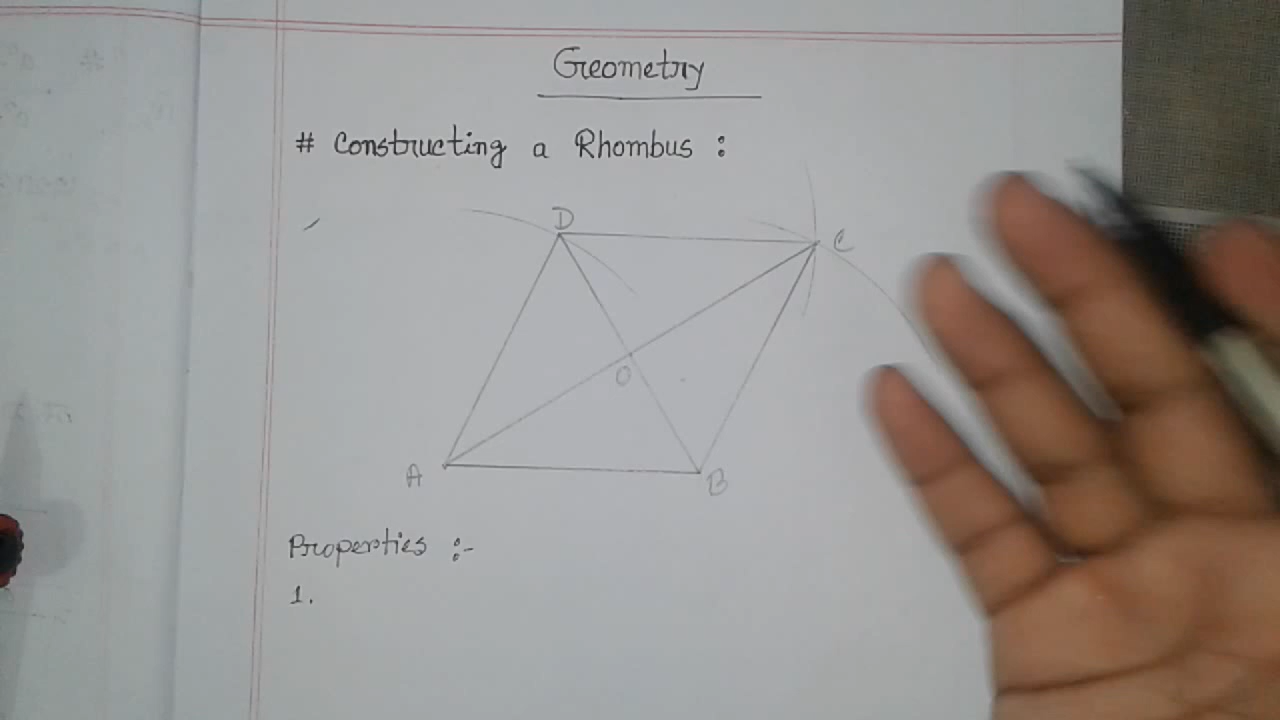 Geometry
# Constructing a Rhombus :
D
C
O
A
B
Properties :-
1.